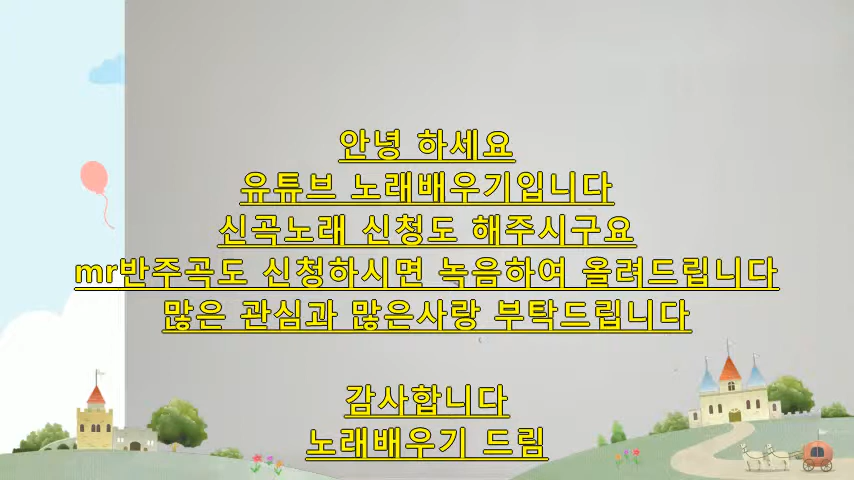 안녕 하세요
유튜브 노래배우기입니다
신곡노래 신청도 해주시구요
mr반주곡도 신청하시면 녹음하여 올려드립니다
많은 관심과 많은사랑 부탁드립니다
감사합니다
노래배우기 드림